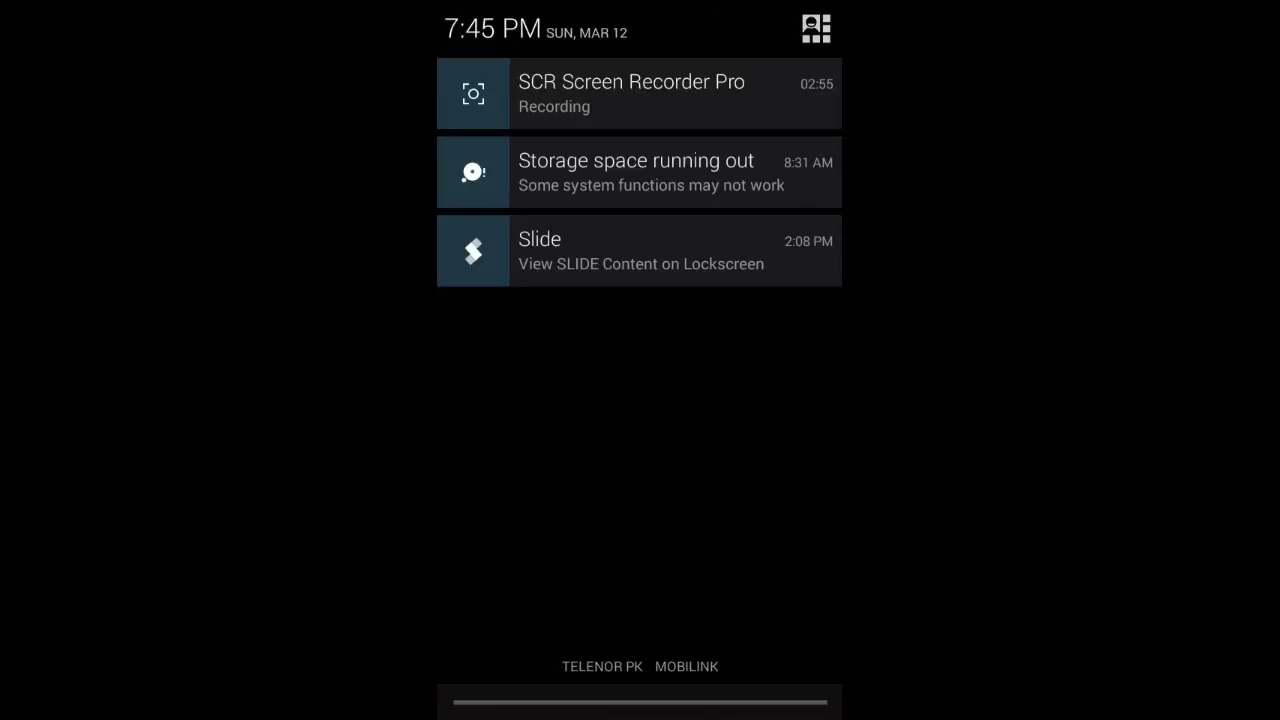 7:45 PM SUN, MAR 12
SCR Screen Recorder Pro 02:55
Recording
Storage space running out 8:31 AM
Some system functions may not work
Slide 2:08 PM
View SLIDE Content on Lockscreen
TELENOR PK MOBILINK